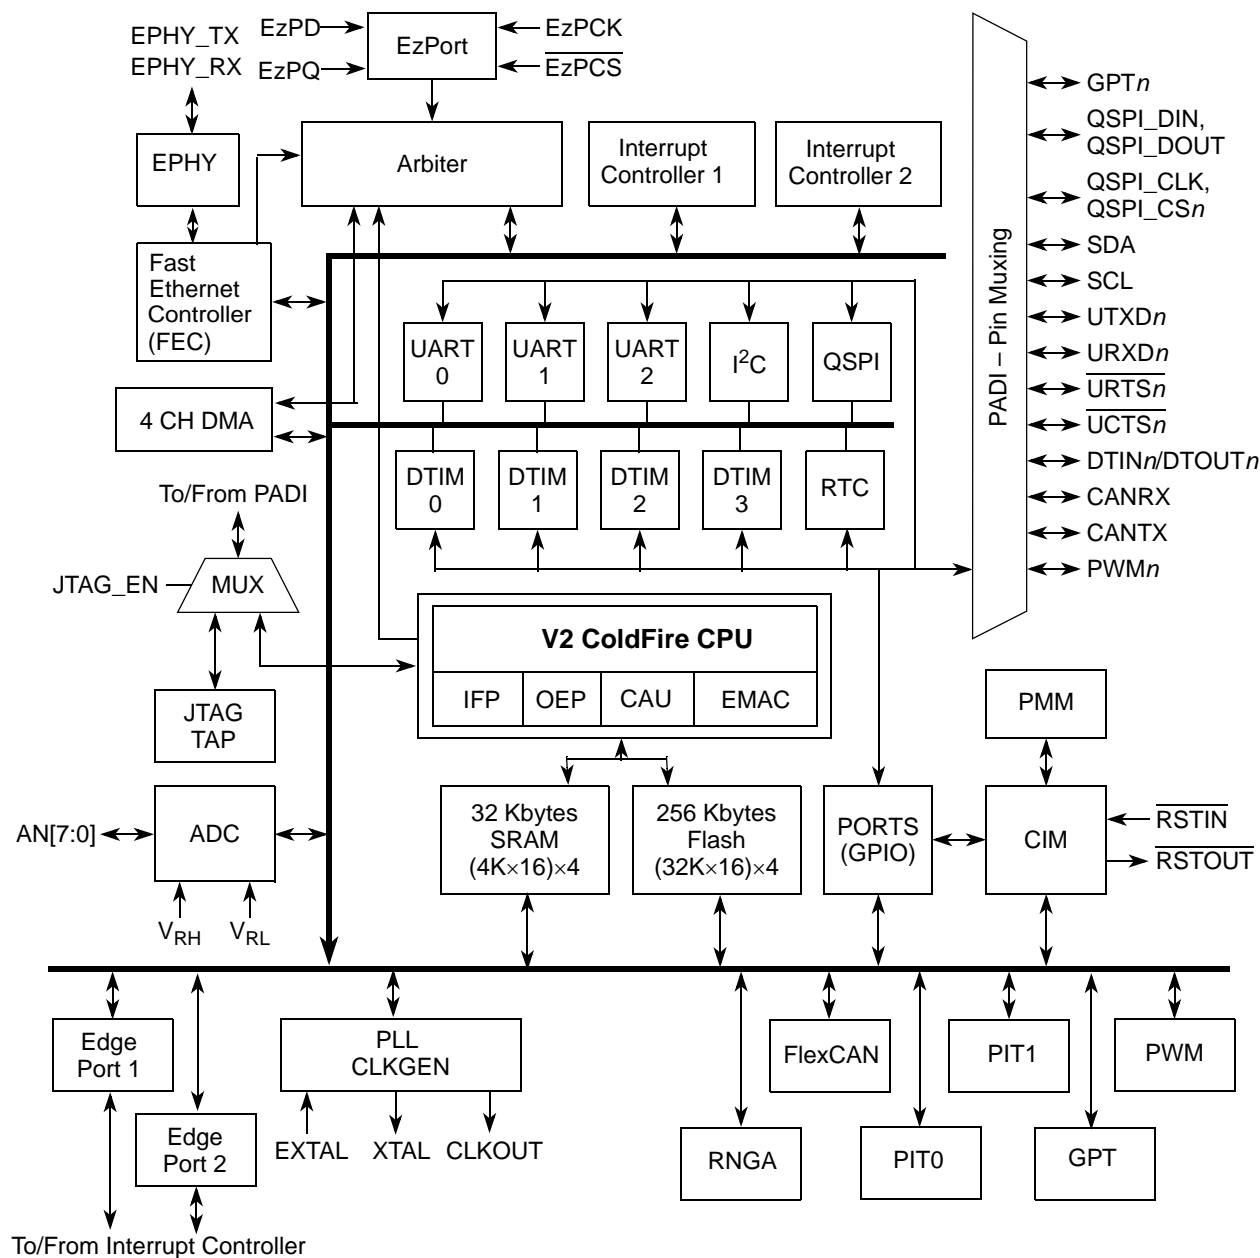 EPHY_TX
EPHY_RX
EzPD
EzPQ
EzPort
EzPCK
EzPCS
EPHY
Arbiter
Interrupt
Controller 1
Interrupt
Controller 2
Fast
Ethernet
Controller
(FEC)
4 CH DMA
UART
0
UART
1
UART
2
I²C
QSPI
DTIM
0
DTIM
1
DTIM
2
DTIM
3
RTC
PADI – Pin Muxing
GPTn
QSPI_DIN,
QSPI_DOUT
QSPI_CLK,
QSPI_CSn
SDA
SCL
UTXDn
URXDn
URTSn
UCTSn
DTINn/DTOUTn
CANRX
CANTX
PWMn
To/From PADI
JTAG_EN
MUX
JTAG
TAP
V2 ColdFire CPU
IFP
OEP
CAU
EMAC
PMM
AN[7:0]
ADC
VRH
VRL
32 Kbytes
SRAM
(4K×16)×4
256 Kbytes
Flash
(32K×16)×4
PORTS
(GPIO)
CIM
RSTIN
RSTOUT
Edge
Port 1
Edge
Port 2
PLL
CLKGEN
EXTAL
XTAL
CLKOUT
RNGA
FlexCAN
PIT0
PIT1
GPT
PWM
To/From Interrupt Controller